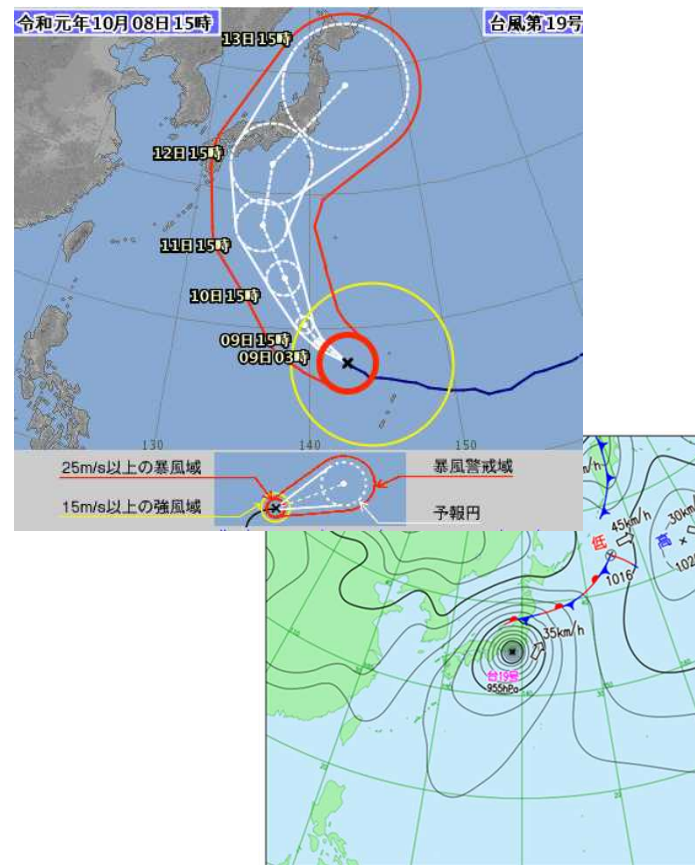 令和元年10月08日15時
台風第19号
13日15時
12日15時
11日15時
10日15時
09日15時
09日03時
130
140
150
25m/s以上の暴風域
暴風警戒域
15m/s以上の強風域
予報円
45km/h
低
高
1016
35km/h
台19号
955hPa